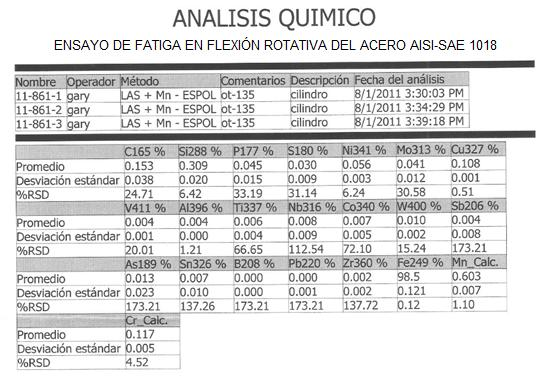 ANALISIS QUIMICO
ENSAYO DE FATIGA EN FLEXIÓN ROTATIVA DEL ACERO AISI-SAE 1018
Nombre Operador Método Comentarios Descripción Fecha del análisis
11-861-1 gary LAS + Mn - ESPOL ot-135 cilindro 8/1/2011 3:30:03 PM
11-861-2 gary LAS + Mn - ESPOL ot-135 cilindro 8/1/2011 3:34:29 PM
11-861-3 gary LAS + Mn - ESPOL ot-135 cilindro 8/1/2011 3:39:18 PM
C165 % Si288 % P177 % S180 % Ni341 % Mo313 % Cu327 %
Promedio 0.153 0.309 0.045 0.030 0.056 0.041 0.108
Desviación estándar 0.038 0.020 0.015 0.009 0.003 0.012 0.001
%RSD 24.71 6.42 33.19 31.14 6.24 30.58 0.51
V411 % Al396 % Ti337 % Nb316 % Co340 % W400 % Sb206 %
Promedio 0.004 0.004 0.006 0.008 0.007 0.010 0.004
Desviación estándar 0.001 0.000 0.004 0.009 0.005 0.002 0.008
%RSD 20.01 1.21 66.65 112.54 72.10 15.22 173.21
As189 % Sn326 % B208 % Pb220 % Zr360 % Fe249 % Mn_Calc.
Promedio 0.013 0.007 0.000 0.000 0.002 98.5 0.603
Desviación estándar 0.023 0.010 0.000 0.001 0.002 0.121 0.007
%RSD 173.21 137.26 173.21 173.21 137.72 0.12 1.10
Cr_Calc.
Promedio 0.117
Desviación estándar 0.005
%RSD 4.52